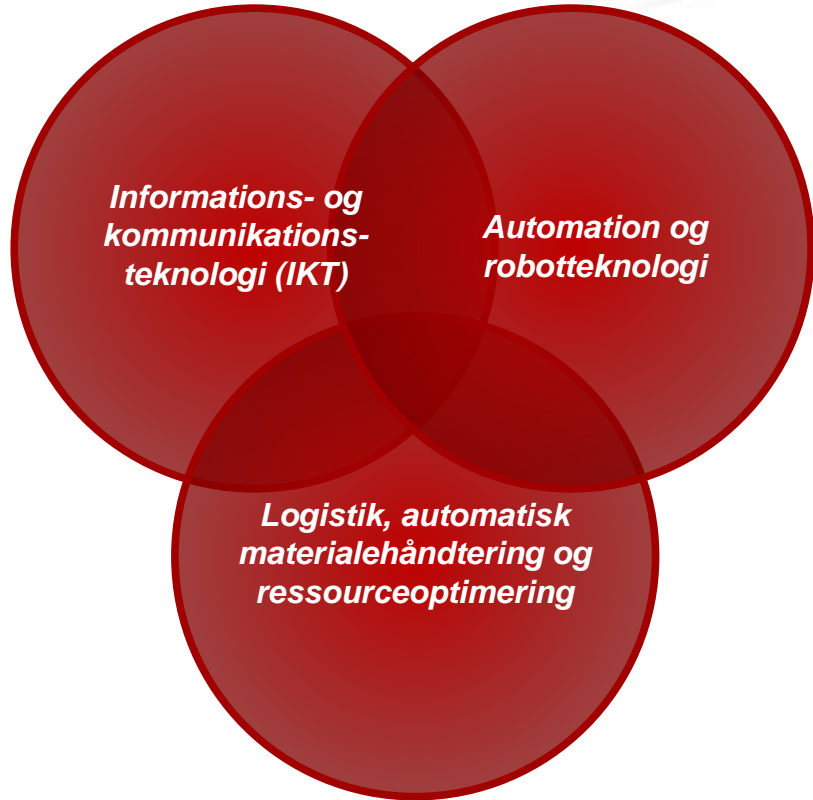 Informations- og
kommunikations-
teknologi (IKT)
Automation og
robotteknologi
Logistik, automatisk
materialehåndtering og
ressourceoptimering